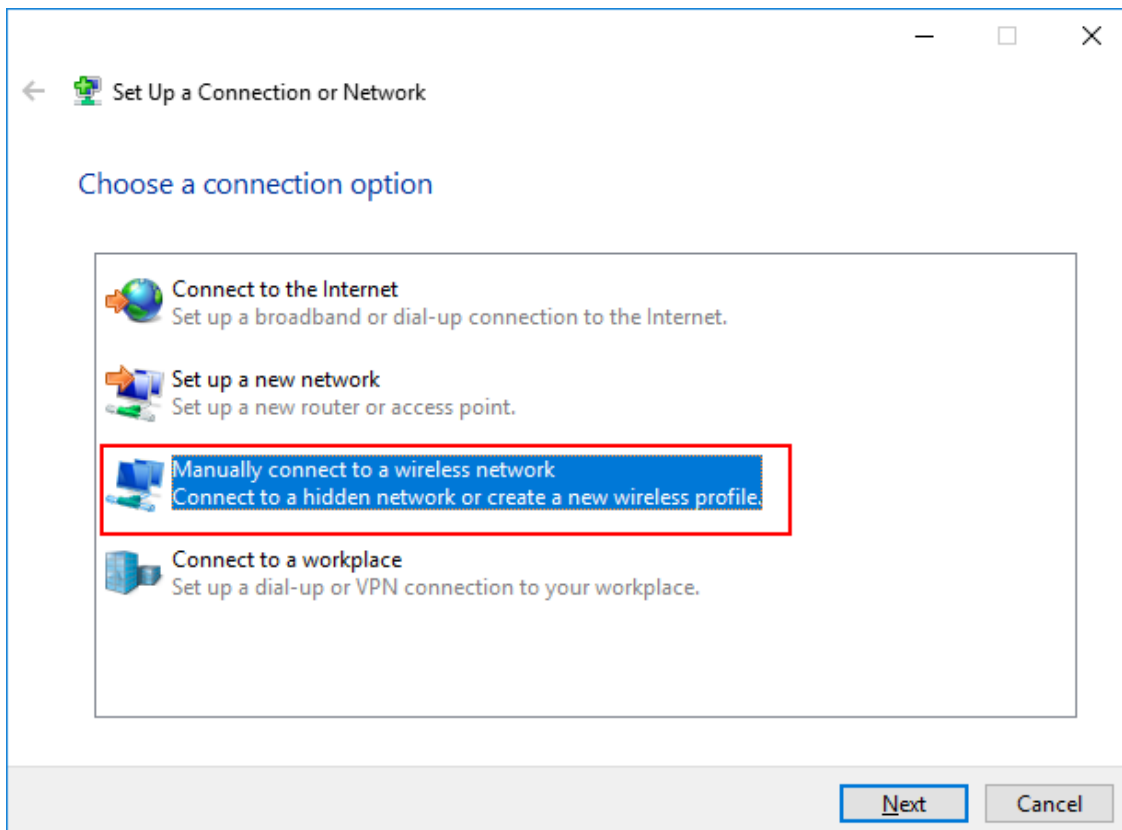 Set Up a Connection or Network
Choose a connection option
Connect to the Internet
Set up a broadband or dial-up connection to the Internet.
Set up a new network
Set up a new router or access point.
Manually connect to a wireless network
Connect to a hidden network or create a new wireless profile.
Connect to a workplace
Set up a dial-up or VPN connection to your workplace.
Next Cancel